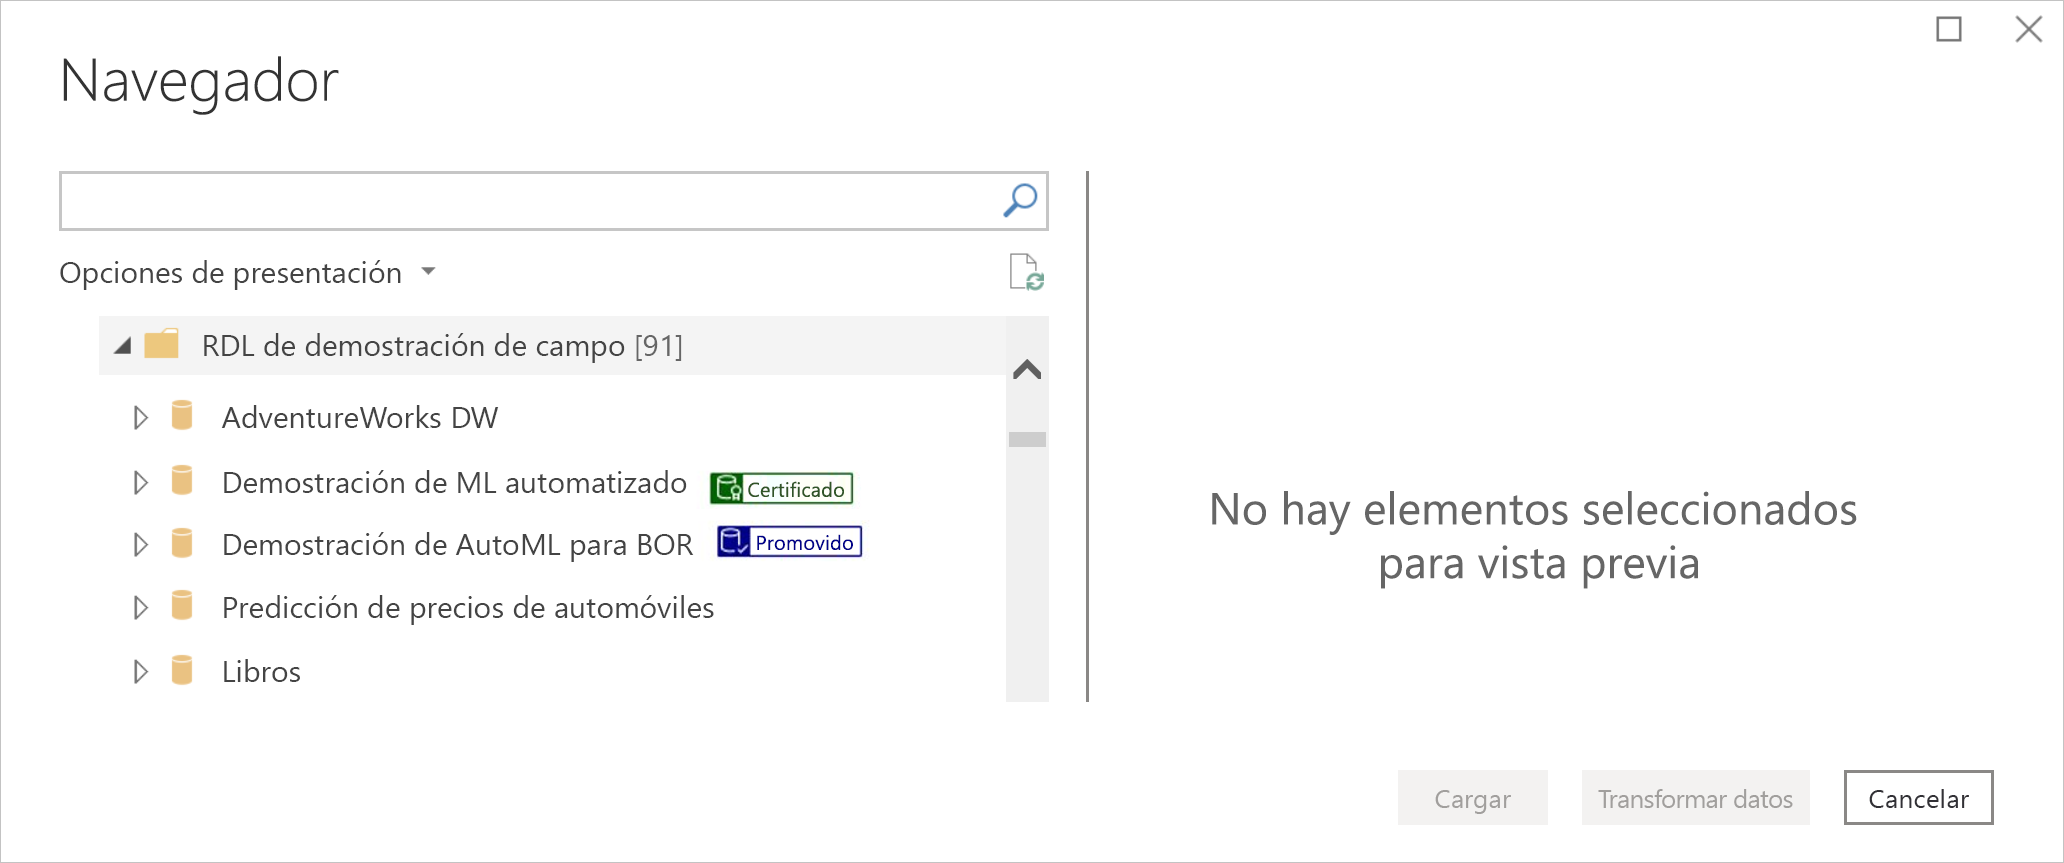 Navegador
Opciones de presentación
RDL de demostración de campo [91]
AdventureWorks DW
Demostración de ML automatizado Certificado
Demostración de AutoML para BOR Promovido
Predicción de precios de automóviles
Libros
No hay elementos seleccionados
para vista previa
Cargar Transformar datos Cancelar